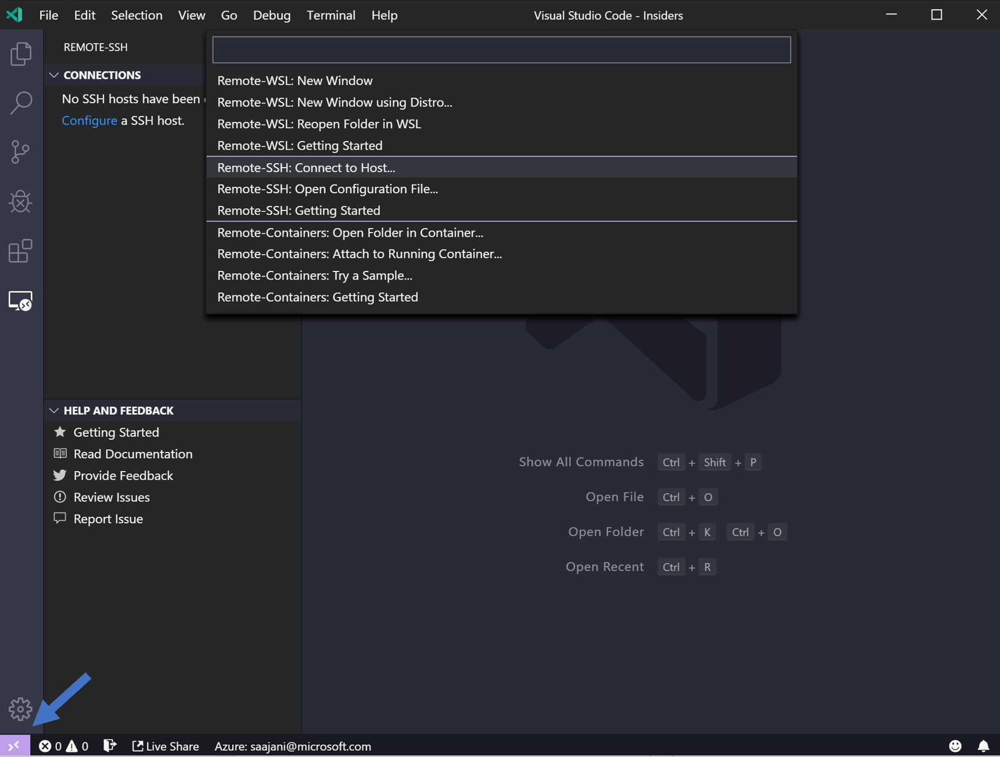 File Edit Selection View Go Debug Terminal Help
Visual Studio Code - Insiders
REMOTE-SSH
CONNECTIONS
No SSH hosts have been
Configure a SSH host.
Remote-WSL: New Window
Remote-WSL: New Window using Distro...
Remote-WSL: Reopen Folder in WSL
Remote-WSL: Getting Started
Remote-SSH: Connect to Host...
Remote-SSH: Open Configuration File...
Remote-SSH: Getting Started
Remote-Containers: Open Folder in Container...
Remote-Containers: Attach to Running Container...
Remote-Containers: Try a Sample...
Remote-Containers: Getting Started
HELP AND FEEDBACK
Getting Started
Read Documentation
Provide Feedback
Review Issues
Report Issue
Show All Commands Ctrl + Shift + P
Open File Ctrl + O
Open Folder Ctrl + K Ctrl + O
Open Recent Ctrl + R
0 0 Live Share Azure: saajani@microsoft.com